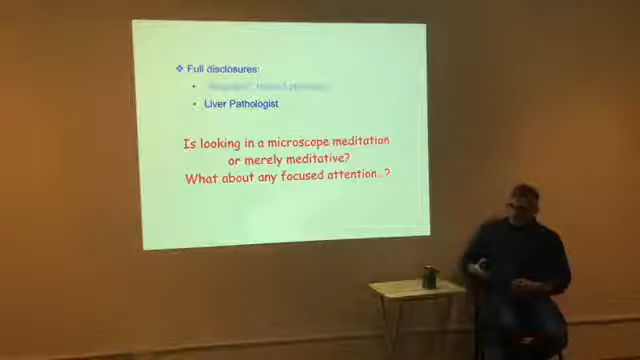 ❖ Full disclosures:
• 
• Liver Pathologist
Is looking in a microscope meditation
or merely meditative?
What about any focused attention…?